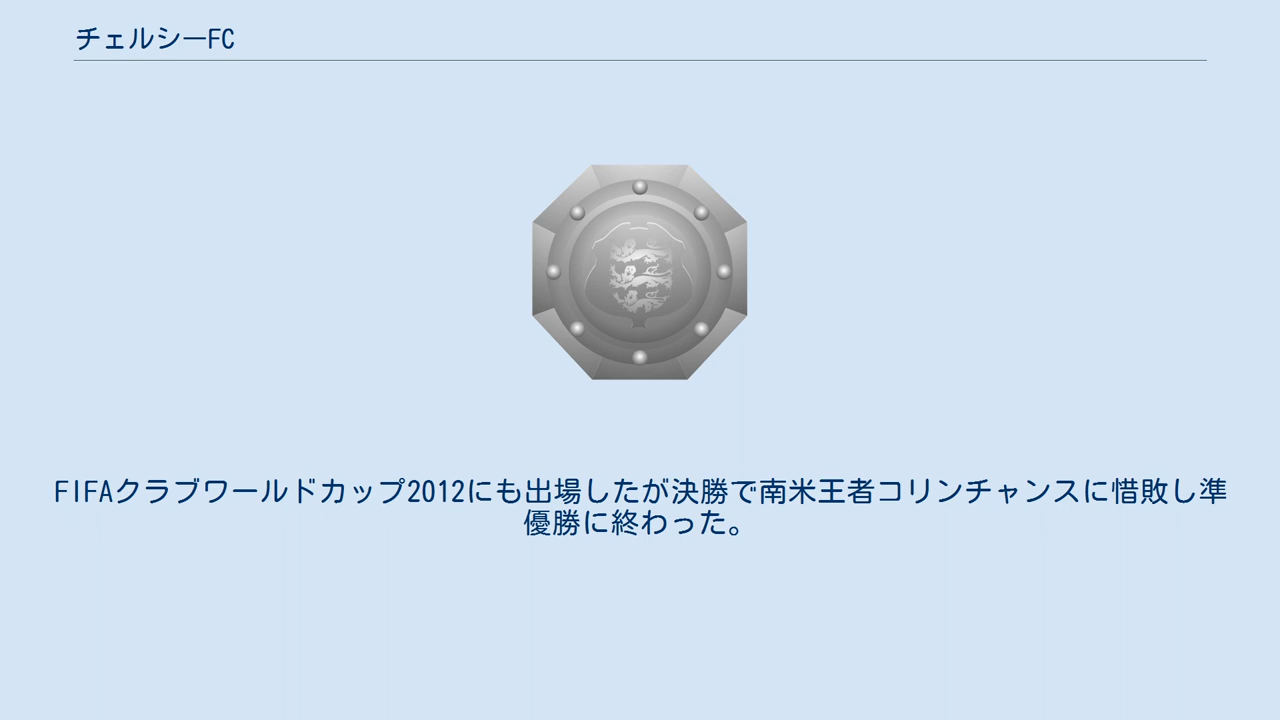 チェルシーFC
FIFAクラブワールドカップ2012にも出場したが決勝で南米王者コリンチャンスに惜敗し準
優勝に終わった。